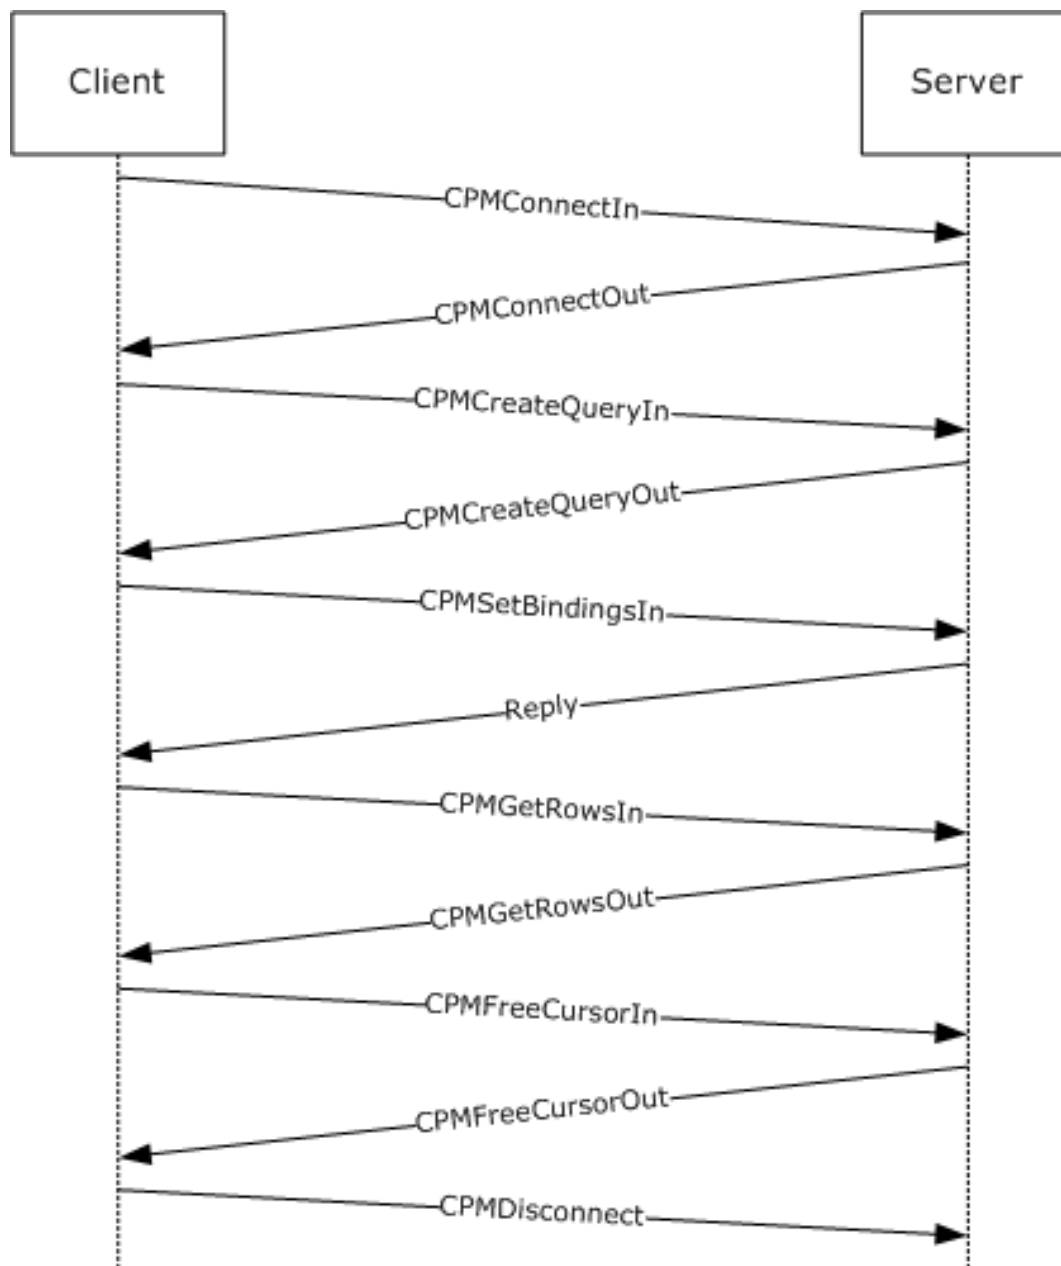 Client
Server
CPMConnectIn
CPMConnectOut
CPMCreateQueryIn
CPMCreateQueryOut
CPMSetBindingsIn
Reply
CPMGetRowsIn
CPMGetRowsOut
CPMFreeCursorIn
CPMFreeCursorOut
CPMDisconnect